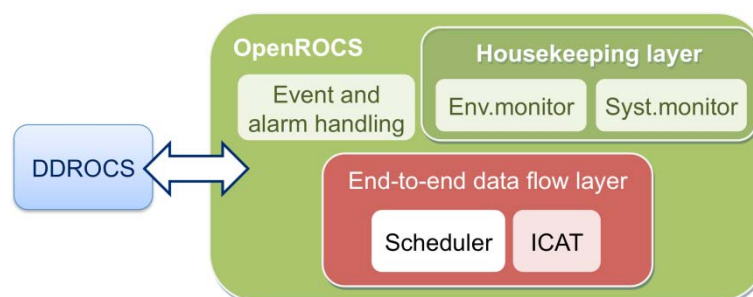 OpenROCS
Housekeeping layer
Event and
alarm handling
Env.monitor
Syst.monitor
DDROCS
End-to-end data flow layer
Scheduler
ICAT